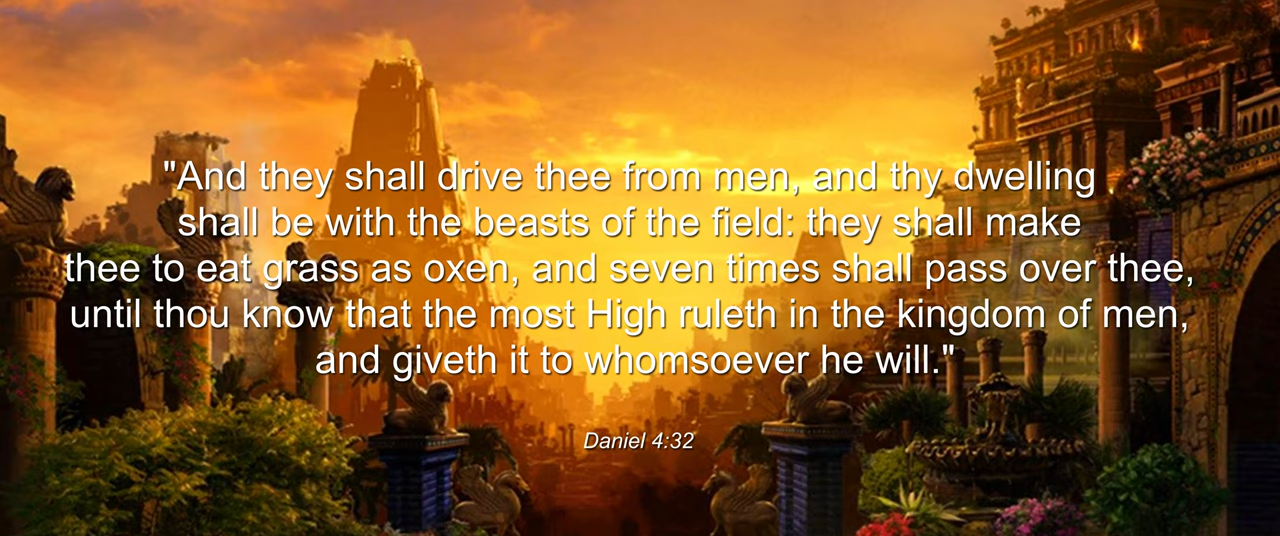 "And they shall drive thee from men, and thy dwelling
shall be with the beasts of the field: they shall make
thee to eat grass as oxen, and seven times shall pass over thee,
until thou know that the most High ruleth in the kingdom of men,
and giveth it to whomsoever he will."
Daniel 4:32